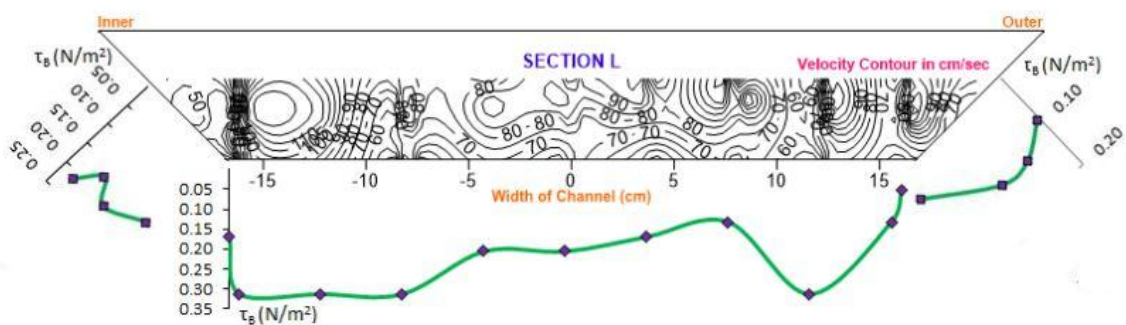 Inner
Outer
τB (N/m²)
SECTION L
Velocity Contour in cm/sec
τB (N/m²)
0.05
0.10
0.15
0.20
0.25
0.10
0.20
50
80 - 80
70
70
70 - 70
60
-15
-10
-5
0
5
10
15
Width of Channel (cm)
0.05
0.10
0.15
0.20
0.25
0.30
0.35
τB (N/m²)